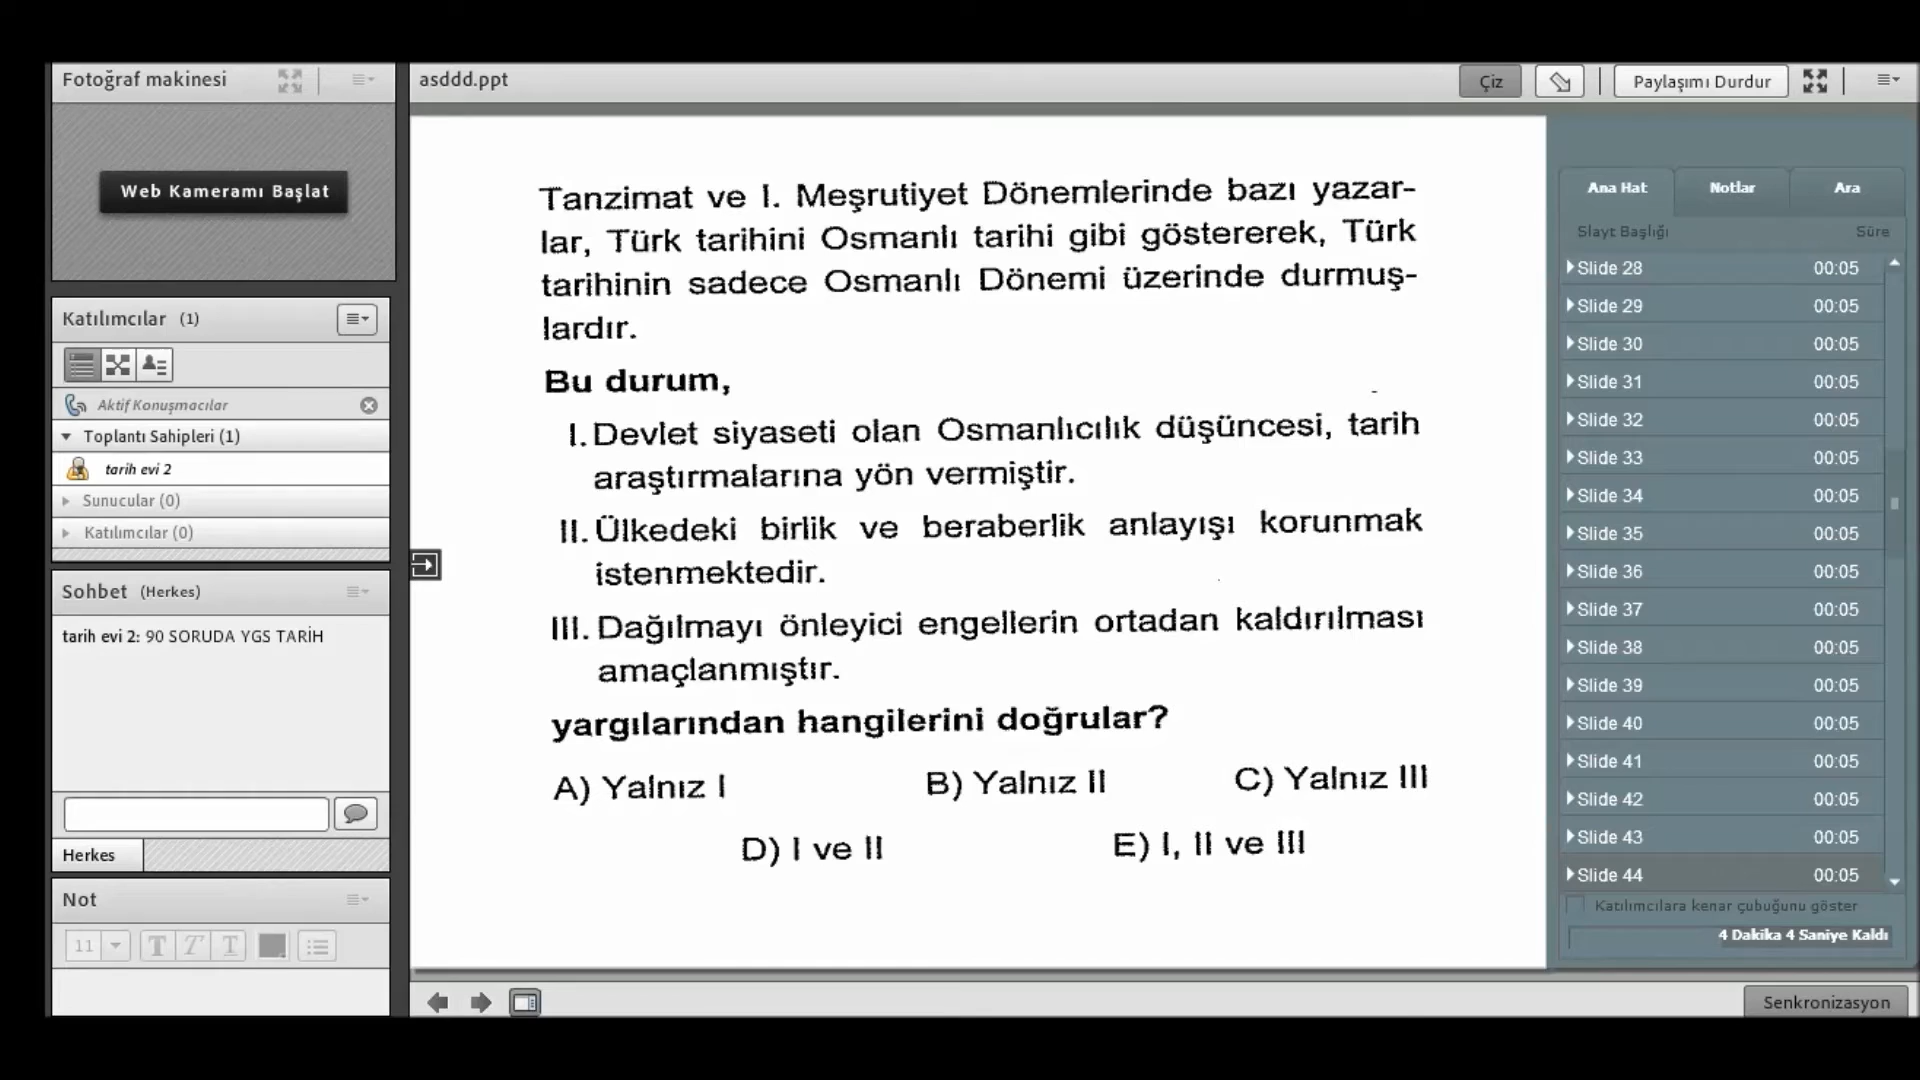 Fotoğraf makinesi
Web Kameramı Başlat
Katılımcılar (1)
Aktif Konuşmacılar
Toplantı Sahipleri (1)
tarih evi 2
Sunucular (0)
Katılımcılar (0)
Sohbet (Herkes)
tarih evi 2: 90 SORUDA YGS TARİH
Herkes
Not
11
asddd.ppt
Çiz
Paylaşımı Durdur
Tanzimat ve I. Meşrutiyet Dönemlerinde bazı yazar-
lar, Türk tarihini Osmanlı tarihi gibi göstererek, Türk
tarihinin sadece Osmanlı Dönemi üzerinde durmuş-
lardır.
Bu durum,
I. Devlet siyaseti olan Osmanlıcılık düşüncesi, tarih
araştırmalarına yön vermiştir.
II. Ülkedeki birlik ve beraberlik anlayışı korunmak
istenmektedir.
III. Dağılmayı önleyici engellerin ortadan kaldırılması
amaçlanmıştır.
yargılarından hangilerini doğrular?
A) Yalnız I B) Yalnız II C) Yalnız III
D) I ve II E) I, II ve III
Ana Hat Notlar Ara
Slayt Başlığı Süre
Slide 28 00:05
Slide 29 00:05
Slide 30 00:05
Slide 31 00:05
Slide 32 00:05
Slide 33 00:05
Slide 34 00:05
Slide 35 00:05
Slide 36 00:05
Slide 37 00:05
Slide 38 00:05
Slide 39 00:05
Slide 40 00:05
Slide 41 00:05
Slide 42 00:05
Slide 43 00:05
Slide 44 00:05
Katılımcılara kenar çubuğunu göster
4 Dakika 4 Saniye Kaldı
Senkronizasyon